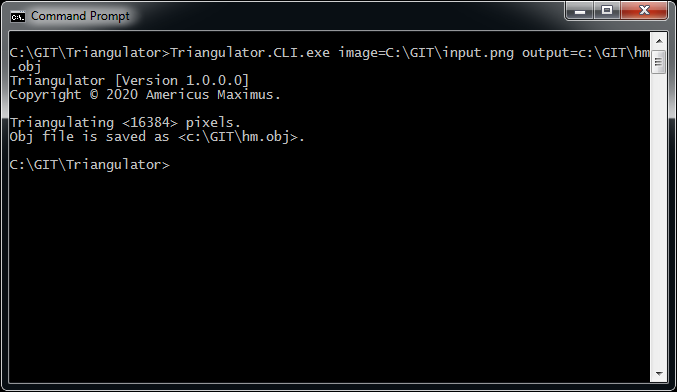 Command Prompt
C:\GIT\Triangulator>Triangulator.CLI.exe image=C:\GIT\input.png output=c:\GIT\hm
.obj
Triangulator [Version 1.0.0.0]
Copyright © 2020 Americus Maximus.
Triangulating <16384> pixels.
Obj file is saved as <c:\GIT\hm.obj>.
C:\GIT\Triangulator>